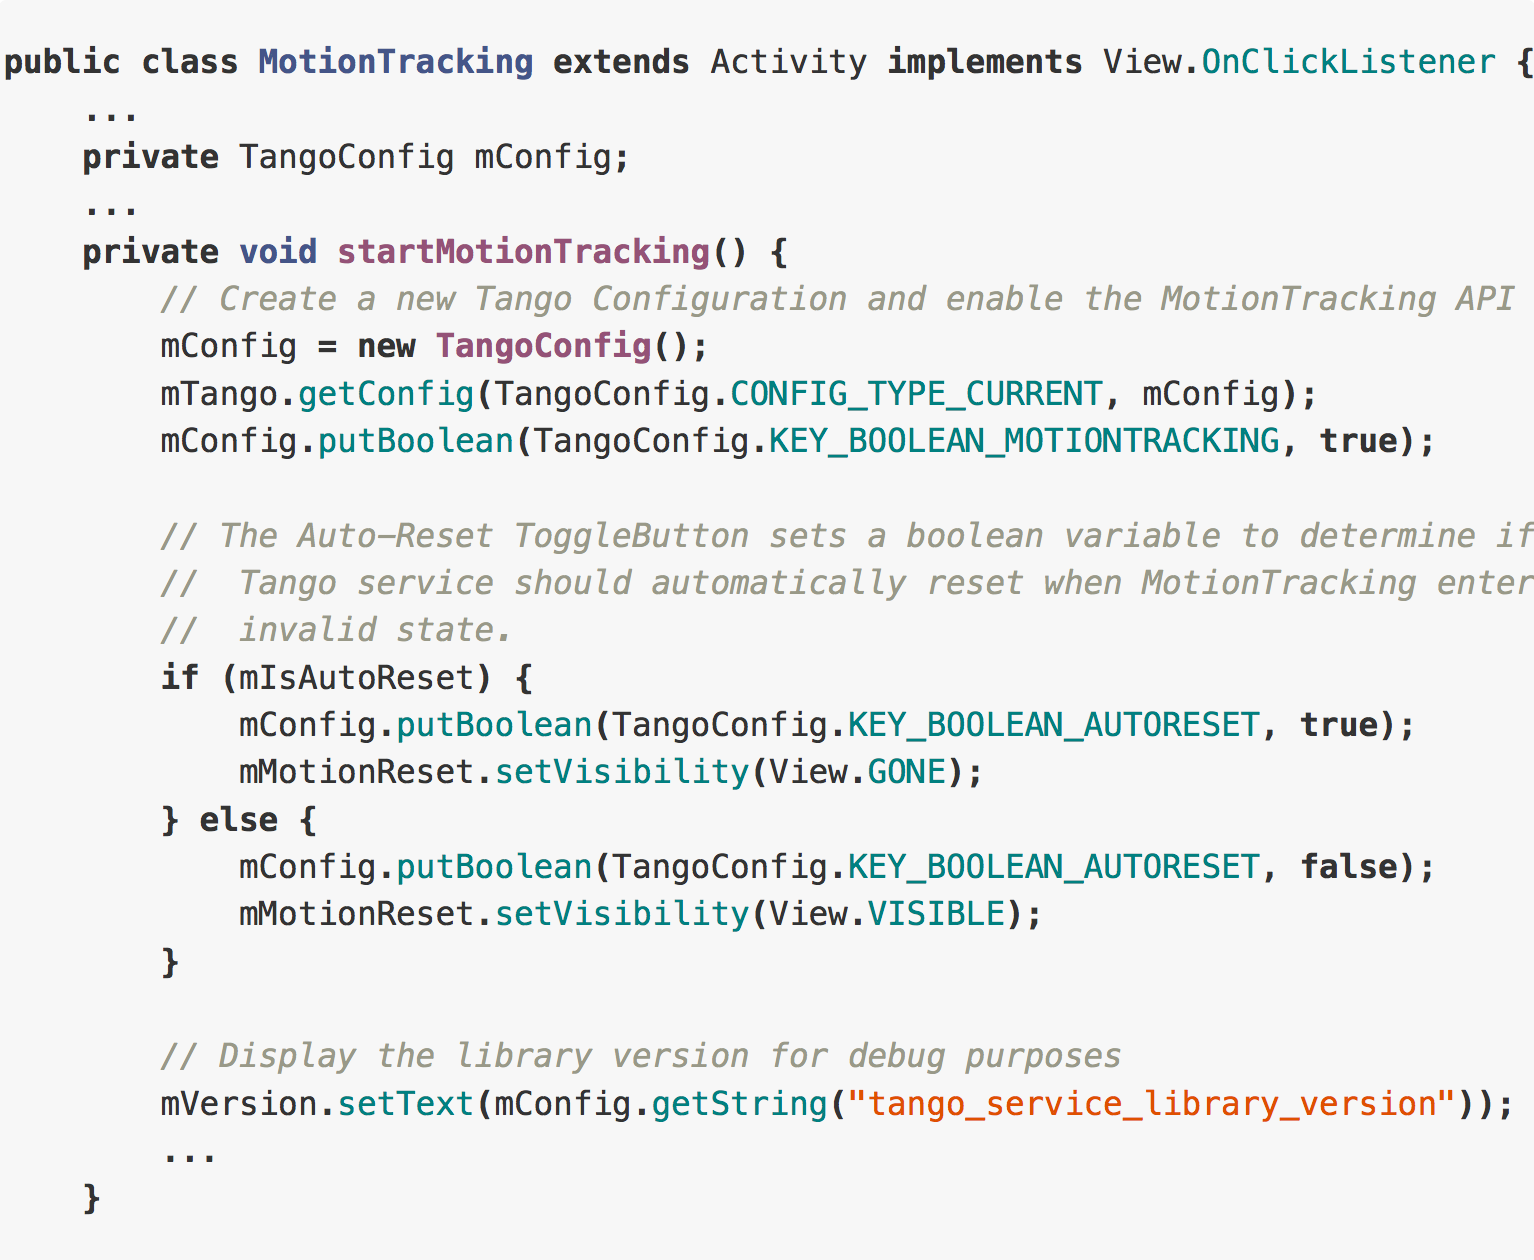 public class MotionTracking extends Activity implements View.OnClickListener {
    ...
    private TangoConfig mConfig;
    ...
    private void startMotionTracking() {
        // Create a new Tango Configuration and enable the MotionTracking API
        mConfig = new TangoConfig();
        mTango.getConfig(TangoConfig.CONFIG_TYPE_CURRENT, mConfig);
        mConfig.putBoolean(TangoConfig.KEY_BOOLEAN_MOTIONTRACKING, true);

        // The Auto-Reset ToggleButton sets a boolean variable to determine if
        //  Tango service should automatically reset when MotionTracking enter
        //  invalid state.
        if (mIsAutoReset) {
            mConfig.putBoolean(TangoConfig.KEY_BOOLEAN_AUTORESET, true);
            mMotionReset.setVisibility(View.GONE);
        } else {
            mConfig.putBoolean(TangoConfig.KEY_BOOLEAN_AUTORESET, false);
            mMotionReset.setVisibility(View.VISIBLE);
        }

        // Display the library version for debug purposes
        mVersion.setText(mConfig.getString("tango_service_library_version"));
        ...
    }